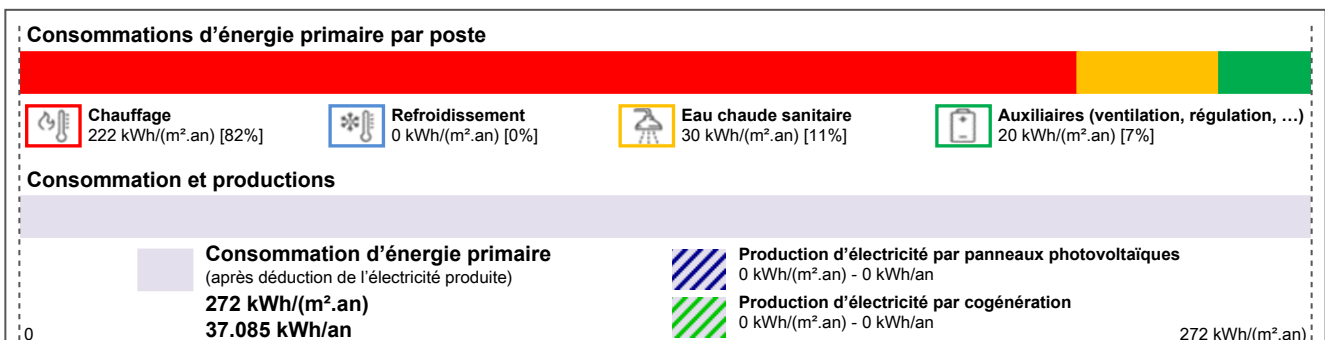 Consommations d'énergie primaire par poste
Chauffage
222 kWh/(m².an) [82%]
Refroidissement
0 kWh/(m².an) [0%]
Eau chaude sanitaire
30 kWh/(m².an) [11%]
Auxiliaires (ventilation, régulation, …)
20 kWh/(m².an) [7%]
Consommation et productions
Consommation d'énergie primaire
(après déduction de l'électricité produite)
272 kWh/(m².an)
37.085 kWh/an
Production d'électricité par panneaux photovoltaïques
0 kWh/(m².an) - 0 kWh/an
Production d'électricité par cogénération
0 kWh/(m².an) - 0 kWh/an
0
272 kWh/(m².an)